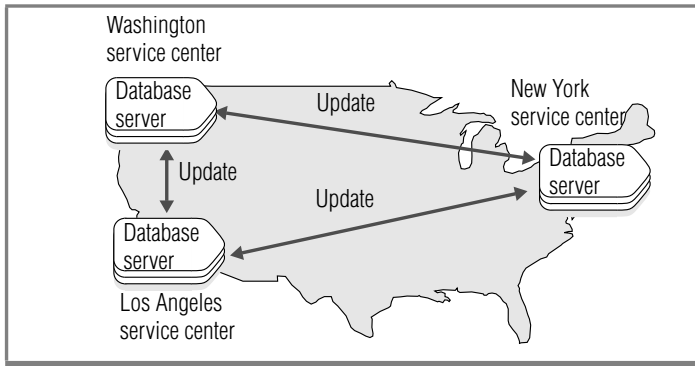 Washington
service center
Database
server
Update
New York
service center
Database
server
Update
Update
Database
server
Los Angeles
service center